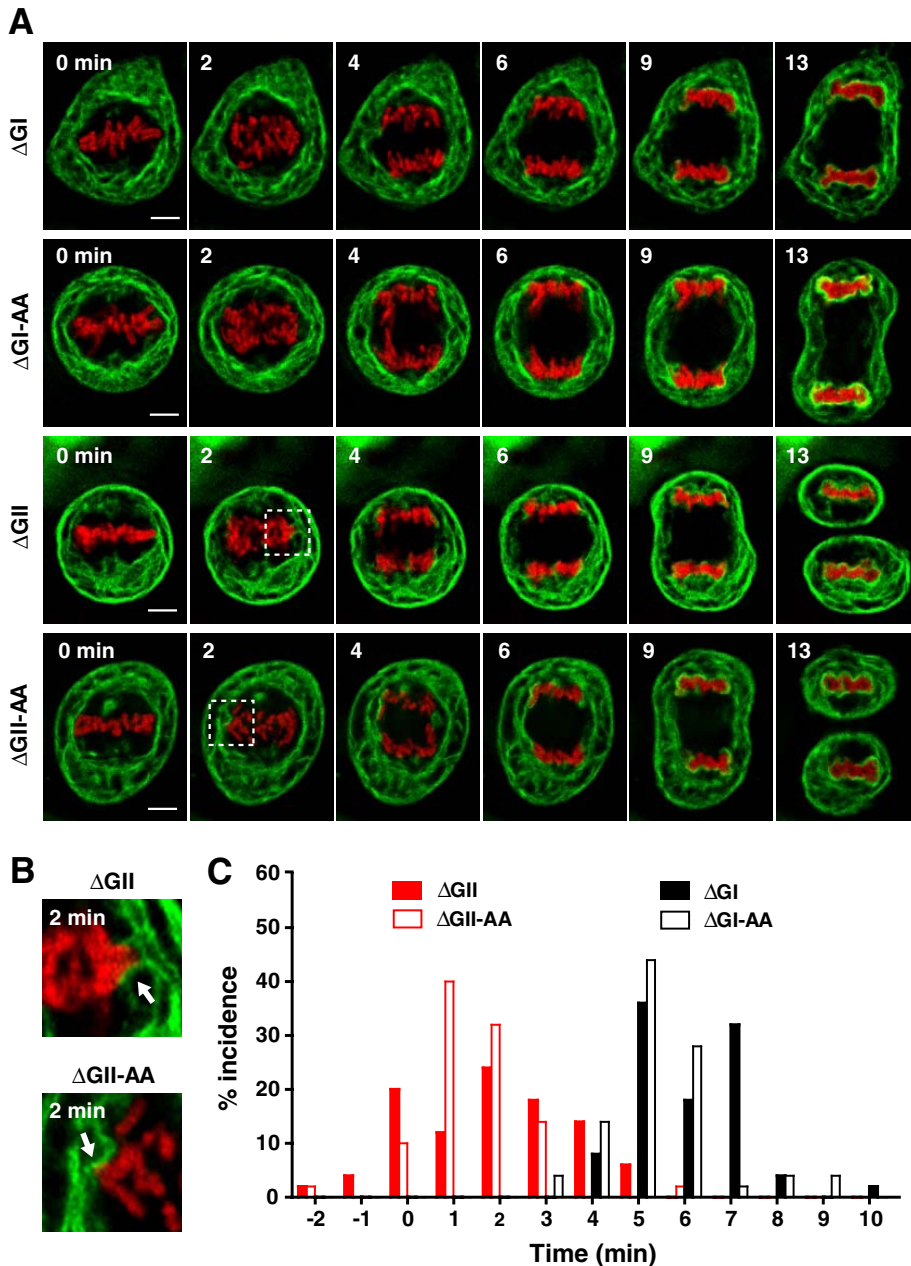 A
ΔGI
0 min 2 4 6 9 13
ΔGI-AA
0 min 2 4 6 9 13
ΔGII
0 min 2 4 6 9 13
ΔGII-AA
0 min 2 4 6 9 13
B
ΔGII
2 min
ΔGII-AA
2 min
C
% incidence
60
50
40
30
20
10
0
ΔGII ΔGI
ΔGII-AA ΔGI-AA
-2 -1 0 1 2 3 4 5 6 7 8 9 10
Time (min)